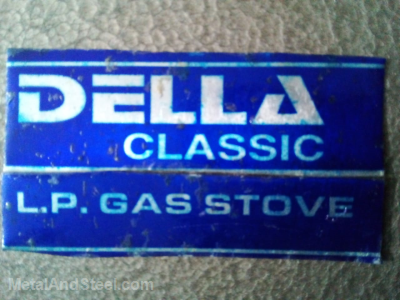 DELLA
CLASSIC
L.P. GAS STOVE
MetalAndSteel.com